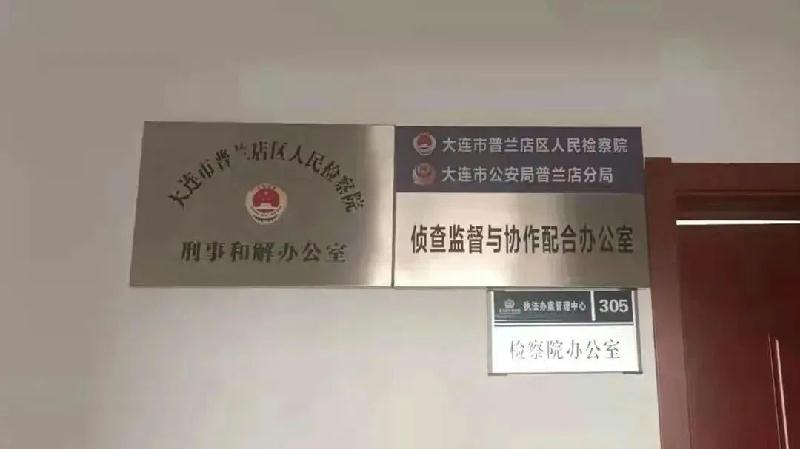 大连市普兰店区人民检察院
刑事和解办公室
大连市普兰店区人民检察院
大连市公安局普兰店分局
侦查监督与协作配合办公室
执法办案管理中心
305
检察院办公室